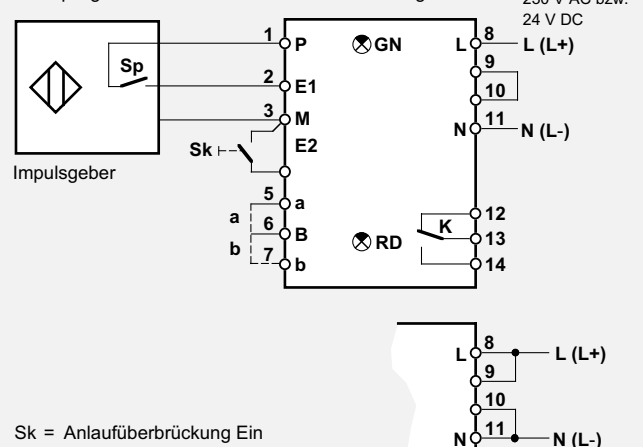 230 V AC bzw.
24 V DC
1 P GN L 8 L (L+)
Sp
9
2 E1
10
3 M
N 11 N (L-)
E2
Sk
Impulsgeber
5 a
a
12
6 B
K
13
b
RD
7 b
14
L 8 L (L+)
9
10
Sk = Anlaufüberbrückung Ein
N 11 N (L-)